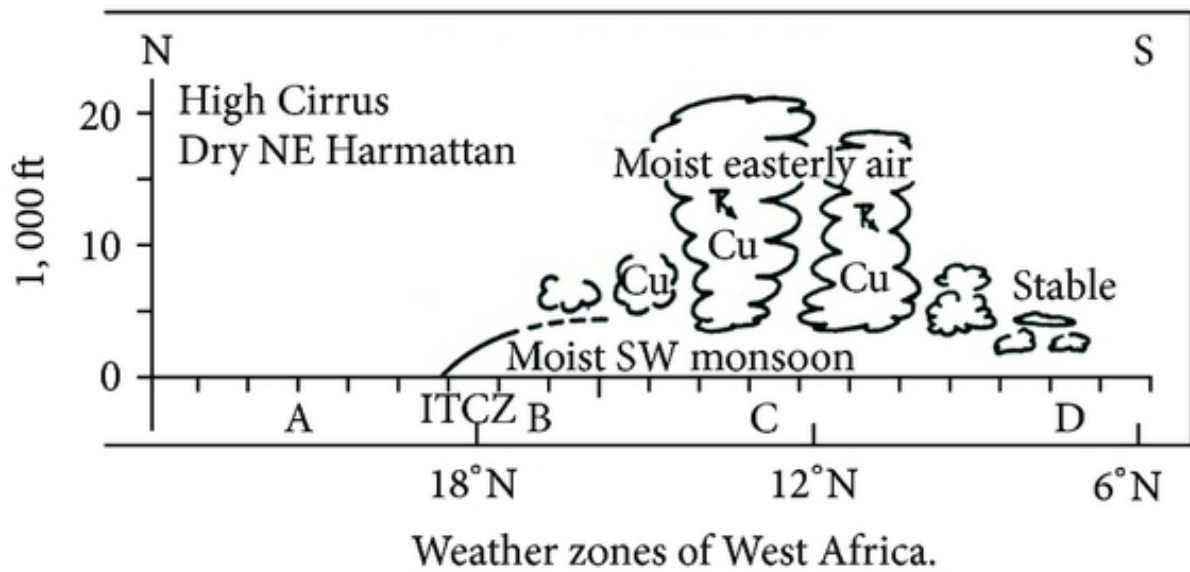 N
S
1,000 ft
20
10
0
High Cirrus
Dry NE Harmattan
Moist easterly air
Cu
Cu
Cu
Stable
Moist SW monsoon
ITCZ
A
B
C
D
18°N
12°N
6°N
Weather zones of West Africa.